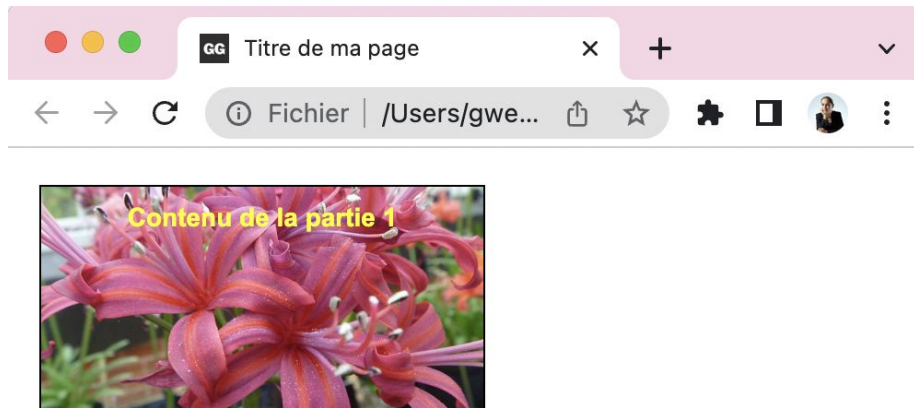 GG Titre de ma page
Fichier /Users/gwe...
Contenu de la partie 1